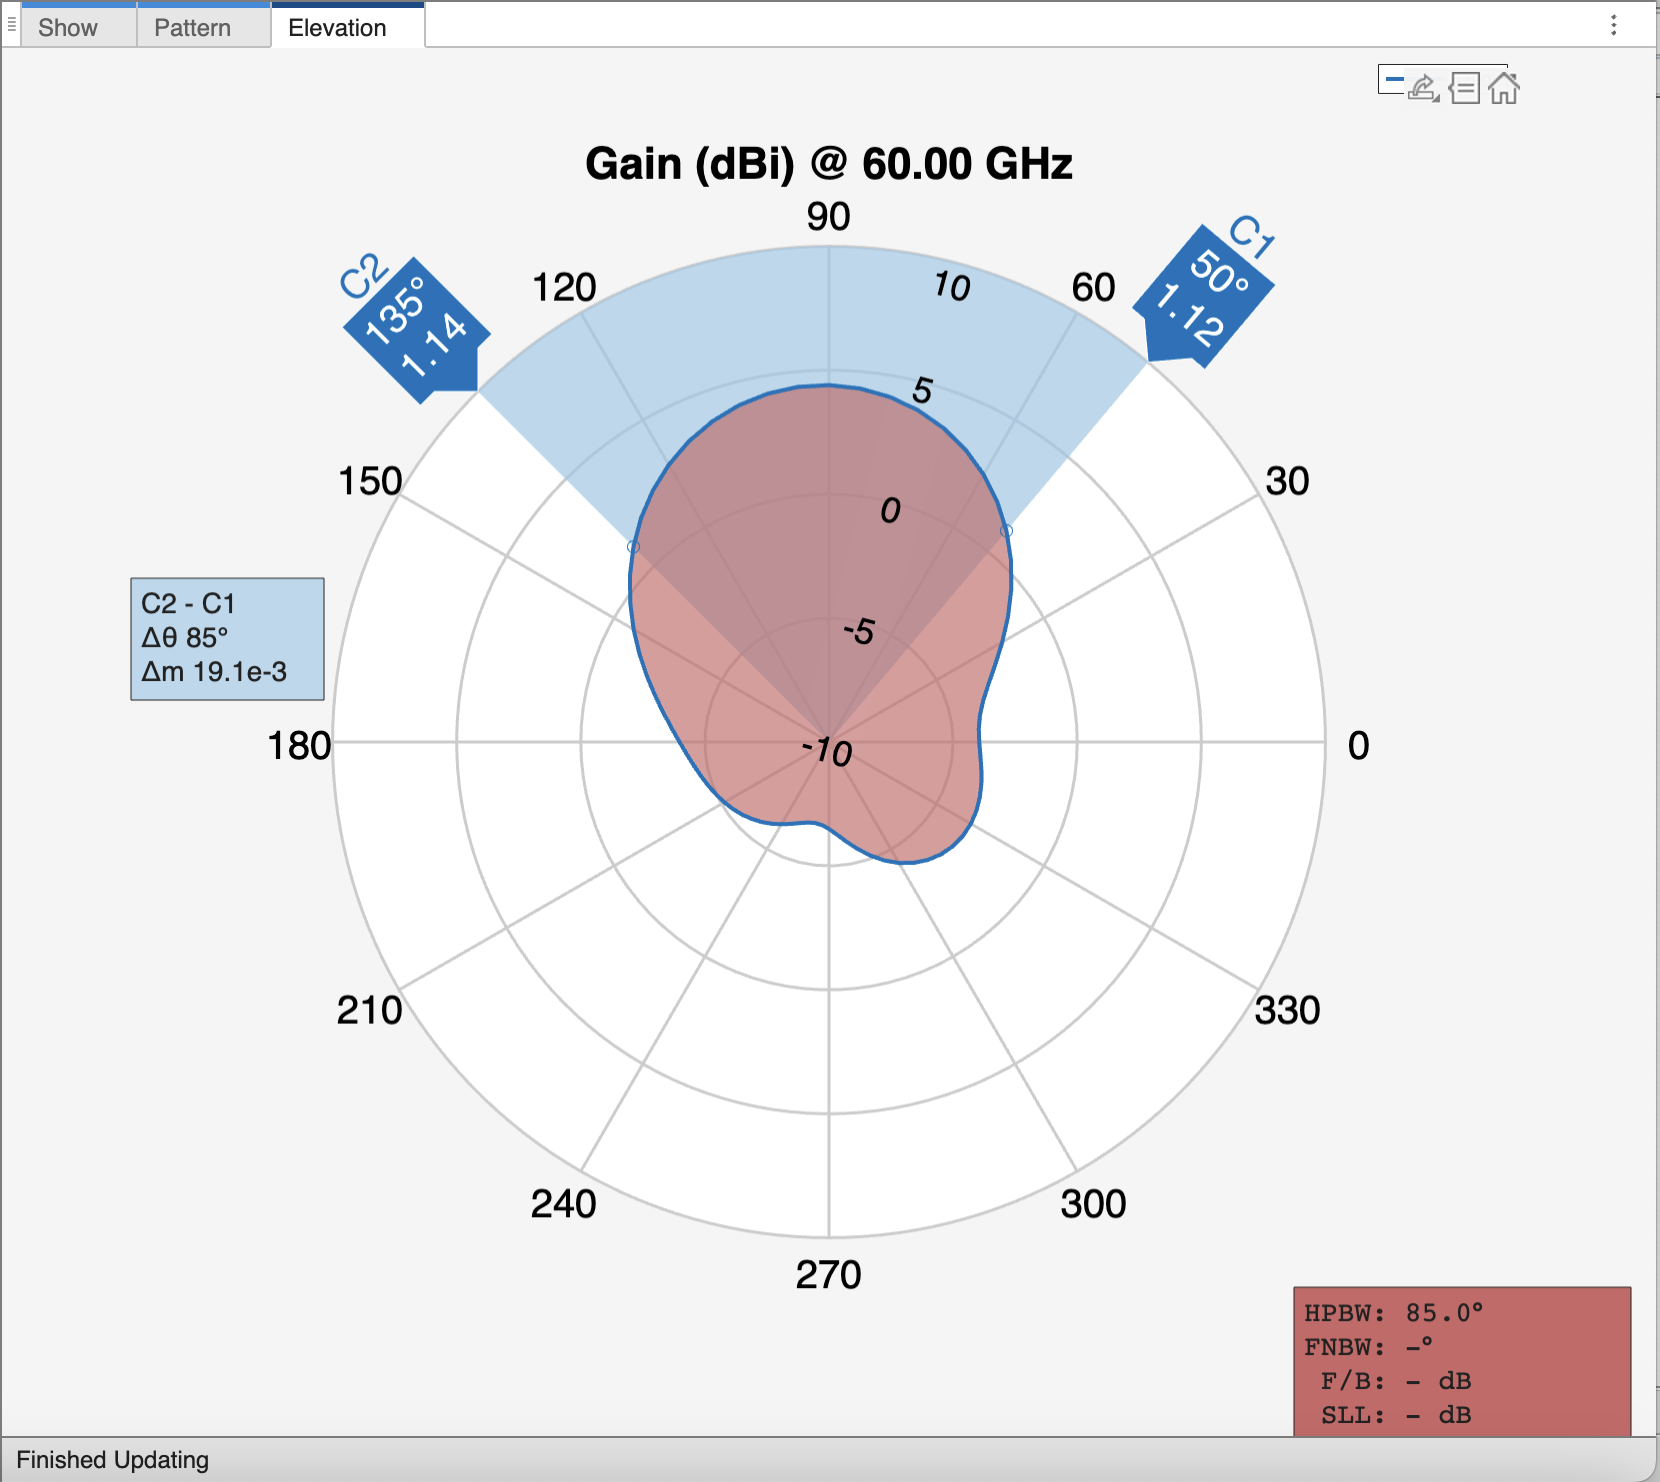 Show
Pattern
Elevation
Gain (dBi) @ 60.00 GHz
90
C2
135°
1.14
C1
50°
1.12
120
10
60
5
150
30
0
-5
C2 - C1
Δθ 85°
Δm 19.1e-3
180
-10
0
210
330
240
300
270
HPBW: 85.0°
FNBW: -°
F/B: - dB
SLL: - dB
Finished Updating